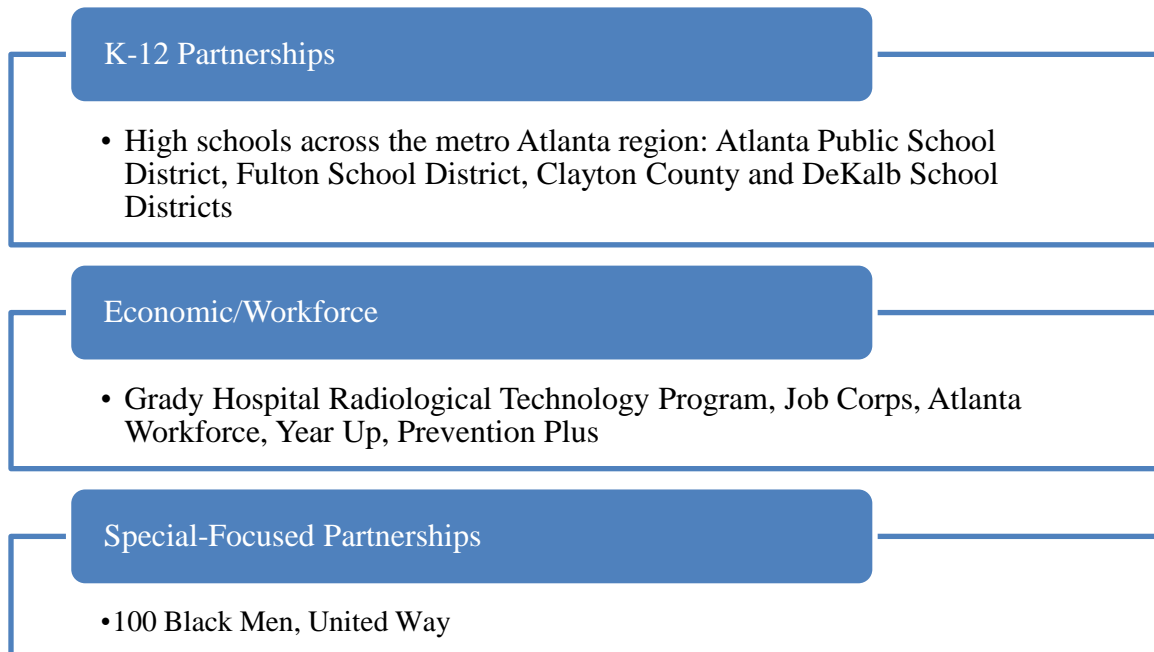 K-12 Partnerships
• High schools across the metro Atlanta region: Atlanta Public School
District, Fulton School District, Clayton County and DeKalb School
Districts
Economic/Workforce
• Grady Hospital Radiological Technology Program, Job Corps, Atlanta
Workforce, Year Up, Prevention Plus
Special-Focused Partnerships
•100 Black Men, United Way